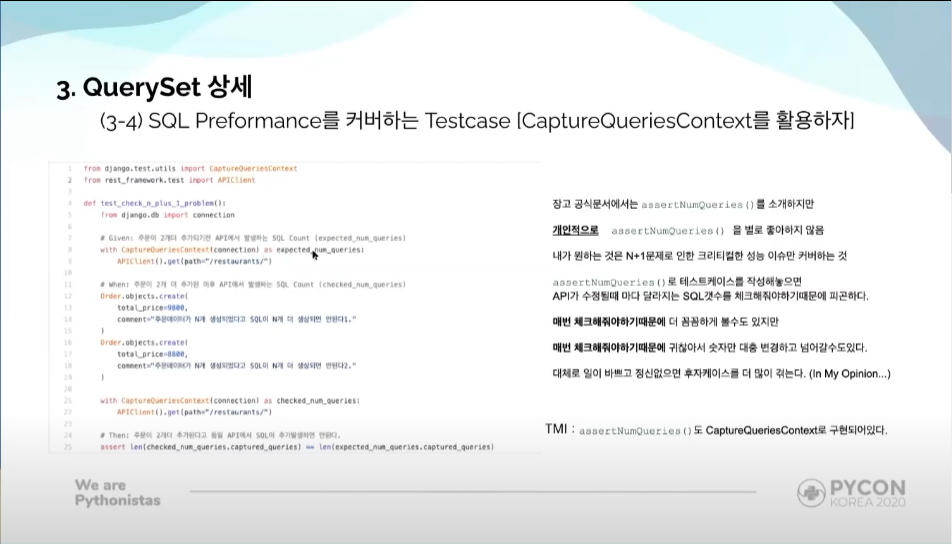 3. QuerySet 상세
(3-4) SQL Preformance를 커버하는 Testcase [CaptureQueriesContext를 활용하자]
1 from django.test.utils import CaptureQueriesContext
2 from rest_framework.test import APIClient
3
4 def test_check_n_plus_1_problem():
5 from django.db import connection
6
7 # Given: 주문이 2개더 추가되기전 API에서 발생하는 SQL Count (expected_num_queries)
8 with CaptureQueriesContext(connection) as expected_num_queries:
9 APIClient().get(path="/restaurants/")
10
11 # When: 주문이 2개 더 추가된 이후 API에서 발생하는 SQL Count (checked_num_queries)
12 Order.objects.create(
13 total_price=9800,
14 comment="주문데이터가 N개 생성되었다고 SQL이 N개 더 생성되면 안된다1."
15 )
16 Order.objects.create(
17 total_price=8800,
18 comment="주문데이터가 N개 생성되었다고 SQL이 N개 더 생성되면 안된다2."
19 )
20
21 with CaptureQueriesContext(connection) as checked_num_queries:
22 APIClient().get(path="/restaurants/")
23
24 # Then: 주문이 2개더 추가된다고 동일 API에서 SQL이 추가발생하면 안된다.
25 assert len(checked_num_queries.captured_queries) == len(expected_num_queries.captured_queries)
장고 공식문서에서는 assertNumQueries()를 소개하지만
개인적으로 assertNumQueries() 을 별로 좋아하지 않음
내가 원하는 것은 N+1문제로 인한 크리티컬한 성능 이슈만 커버하는 것
assertNumQueries()로 테스트케이스를 작성해놓으면
API가 수정될때 마다 달라지는 SQL갯수를 체크해줘야하기때문에 피곤하다.
매번 체크해줘야하기때문에 더 꼼꼼하게 볼수도 있지만
매번 체크해줘야하기때문에 귀찮아서 숫자만 대충 변경하고 넘어갈수도있다.
대체로 일이 바쁘고 정신없으면 후자케이스를 더 많이 겪는다. (In My Opinion...)
TMI : assertNumQueries()도 CaptureQueriesContext로 구현되어있다.
We are
Pythonistas
PYCON
KOREA 2020